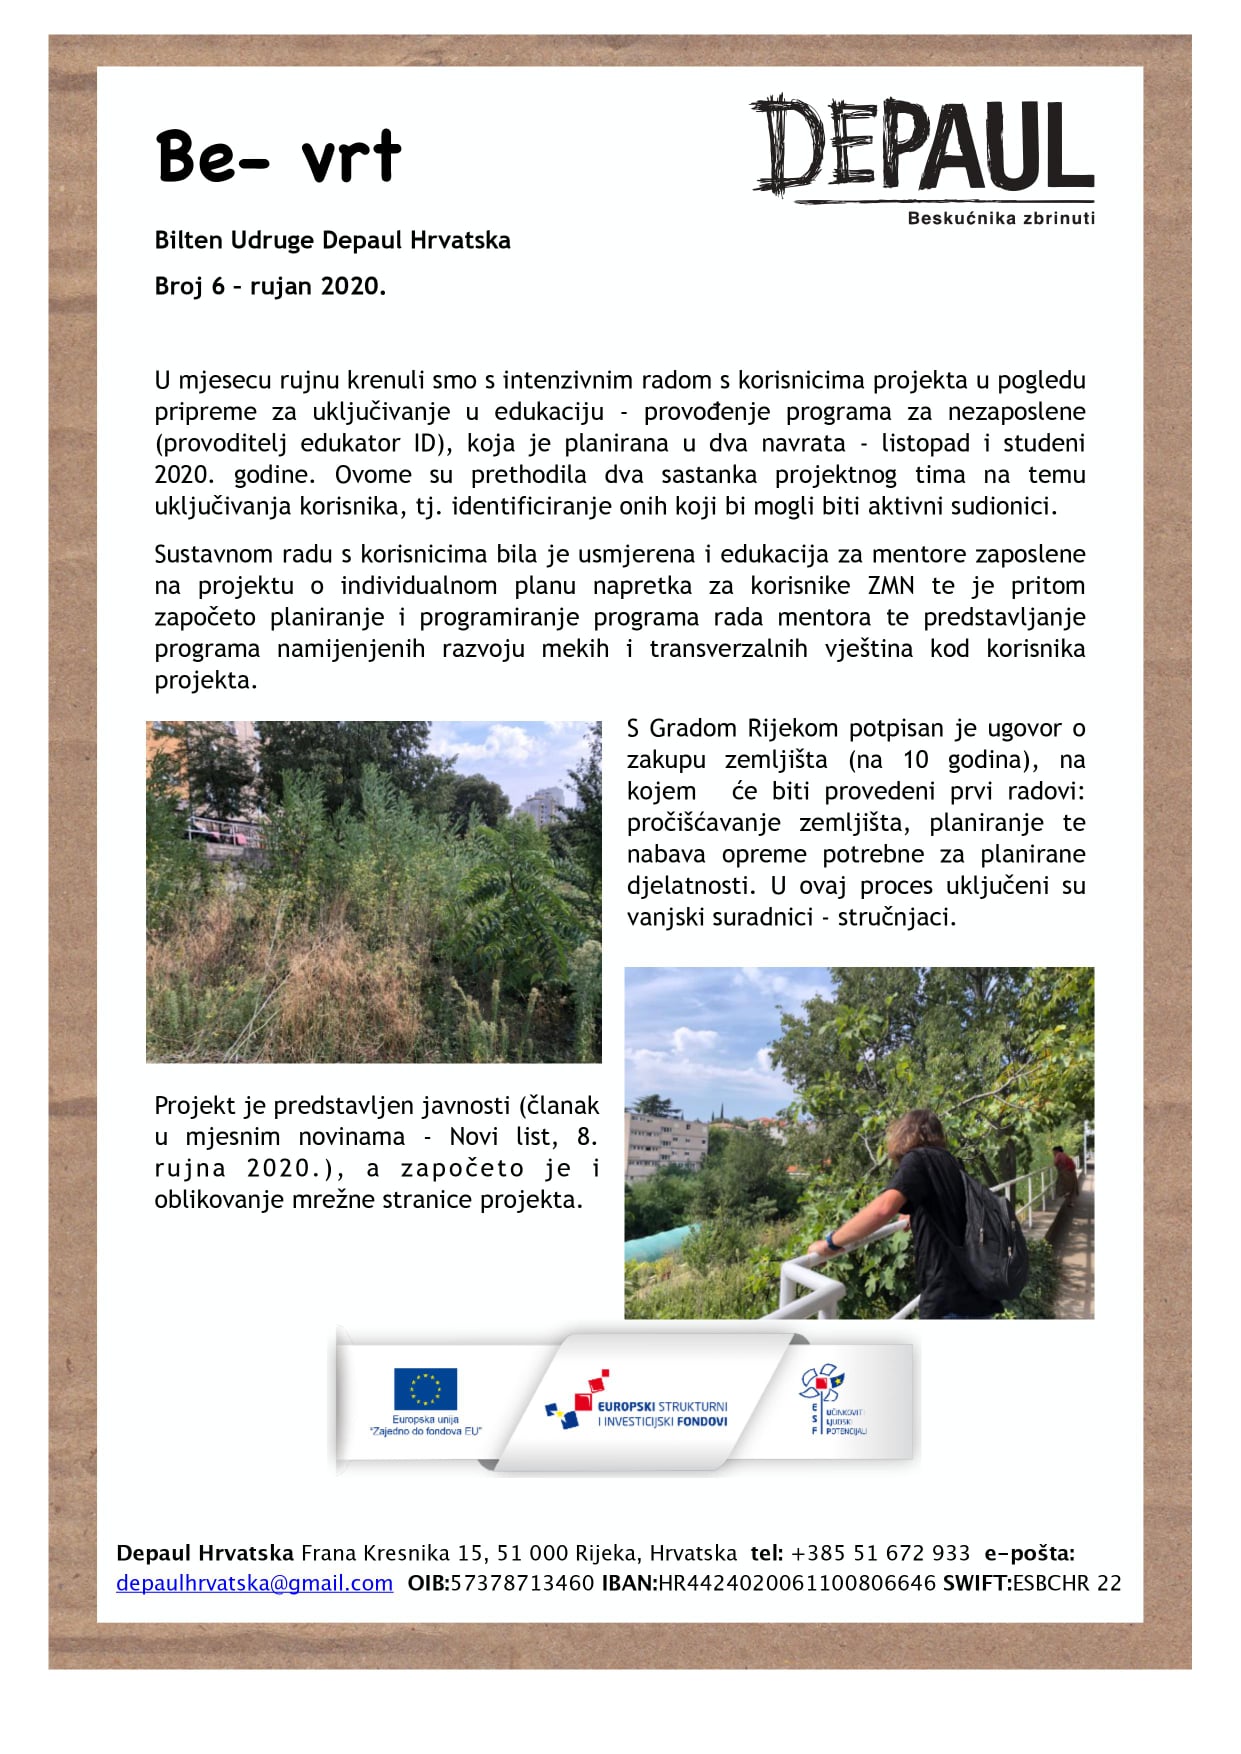 Be- vrt
DEPAUL
Beskućnika zbrinuti
Bilten Udruge Depaul Hrvatska
Broj 6 – rujan 2020.
U mjesecu rujnu krenuli smo s intenzivnim radom s korisnicima projekta u pogledu
pripreme za uključivanje u edukaciju - provođenje programa za nezaposlene
(provoditelj edukator ID), koja je planirana u dva navrata - listopad i studeni
2020. godine. Ovome su prethodila dva sastanka projektnog tima na temu
uključivanja korisnika, tj. identificiranje onih koji bi mogli biti aktivni sudionici.
Sustavnom radu s korisnicima bila je usmjerena i edukacija za mentore zaposlene
na projektu o individualnom planu napretka za korisnike ZMN te je pritom
započeto planiranje i programiranje programa rada mentora te predstavljanje
programa namijenjenih razvoju mekih i transverzalnih vještina kod korisnika
projekta.
S Gradom Rijekom potpisan je ugovor o
zakupu zemljišta (na 10 godina), na
kojem će biti provedeni prvi radovi:
pročišćavanje zemljišta, planiranje te
nabava opreme potrebne za planirane
djelatnosti. U ovaj proces uključeni su
vanjski suradnici - stručnjaci.
Projekt je predstavljen javnosti (članak
u mjesnim novinama - Novi list, 8.
rujna 2020.), a započeto je i
oblikovanje mrežne stranice projekta.
Europska unija
"Zajedno do fondova EU"
EUROPSKI STRUKTURNI
I INVESTICIJSKI FONDOVI
ESF
UČINKOVITI
LJUDSKI
POTENCIJALI
Depaul Hrvatska Frana Kresnika 15, 51 000 Rijeka, Hrvatska tel: +385 51 672 933 e-pošta:
depaulhrvatska@gmail.com OIB:57378713460 IBAN:HR4424020061100806646 SWIFT:ESBCHR 22